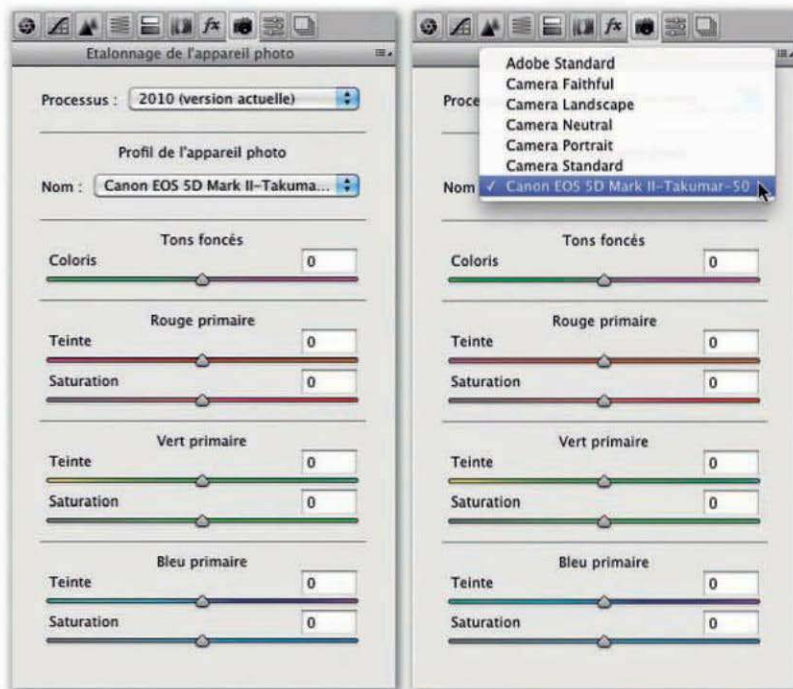 fx
Etalonnage de l'appareil photo
Processus : 2010 (version actuelle)
Profil de l'appareil photo
Nom : Canon EOS 5D Mark II-Takuma...
Tons foncés
Coloris 0
Rouge primaire
Teinte 0
Saturation 0
Vert primaire
Teinte 0
Saturation 0
Bleu primaire
Teinte 0
Saturation 0
fx
Adobe Standard
Camera Faithful
Camera Landscape
Camera Neutral
Camera Portrait
Camera Standard
✓ Canon EOS 5D Mark II-Takumar-50
Proce
Nom
Tons foncés
Coloris 0
Rouge primaire
Teinte 0
Saturation 0
Vert primaire
Teinte 0
Saturation 0
Bleu primaire
Teinte 0
Saturation 0